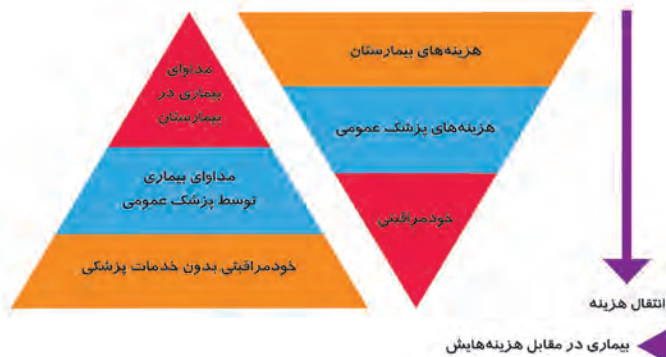 هزینه‌های بیمارستان
هزینه‌های پزشک عمومی
خودمراقبتی
مداوای
بیماری در
بیمارستان
مداوای بیماری
توسط پزشک عمومی
خودمراقبتی بدون خدمات پزشکی
انتقال هزینه
بیماری در مقابل هزینه‌هایش